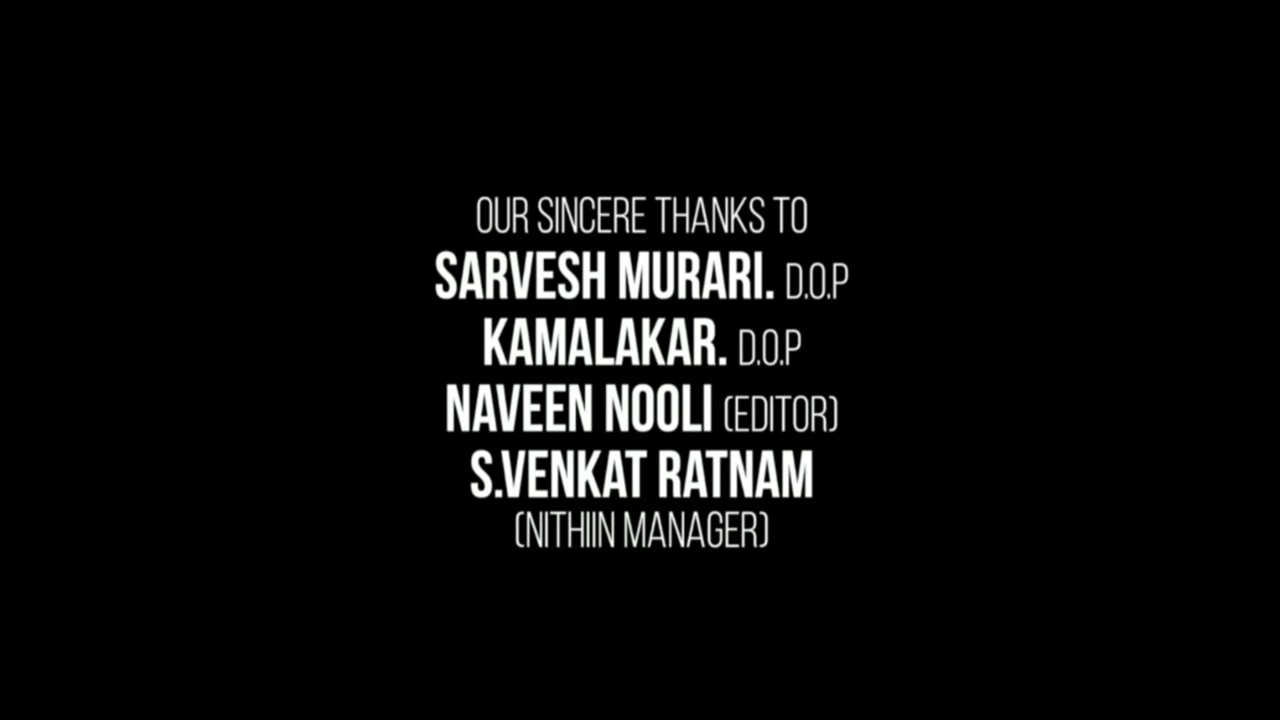 OUR SINCERE THANKS TO
SARVESH MURARI. D.O.P
KAMALAKAR. D.O.P
NAVEEN NOOLI (EDITOR)
S.VENKAT RATNAM
(NITHIIN MANAGER)